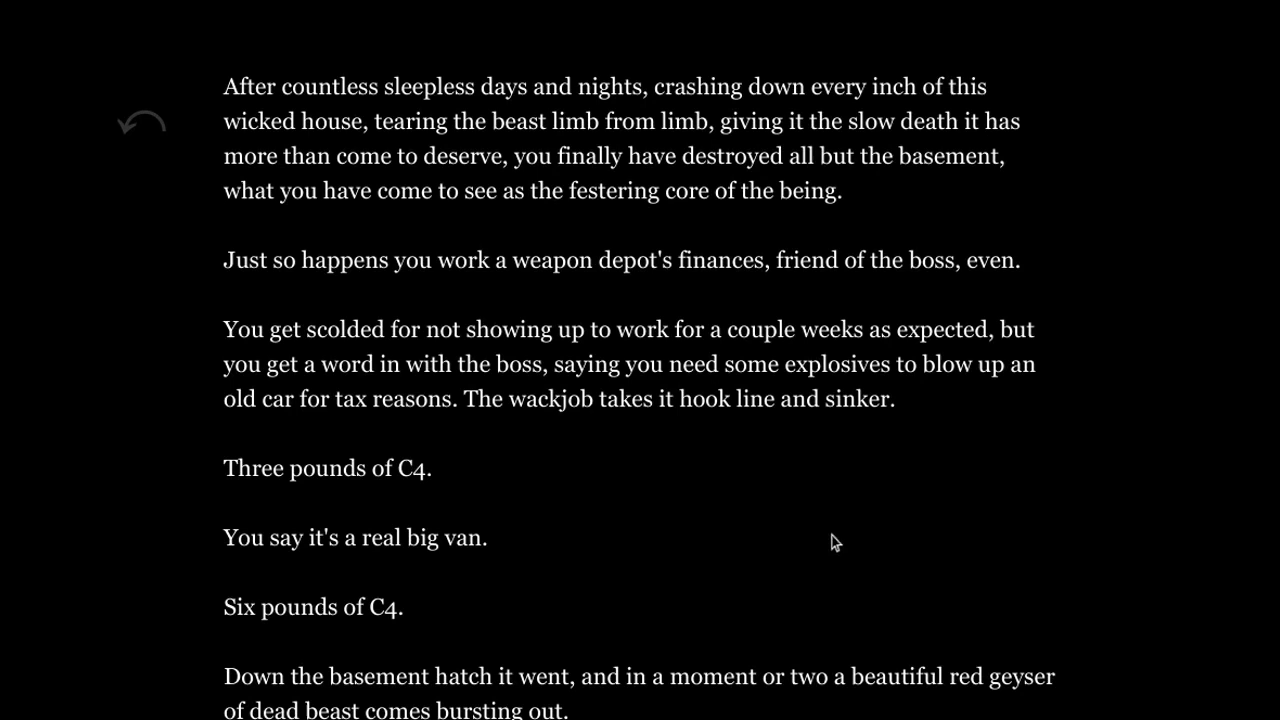 After countless sleepless days and nights, crashing down every inch of this
wicked house, tearing the beast limb from limb, giving it the slow death it has
more than come to deserve, you finally have destroyed all but the basement,
what you have come to see as the festering core of the being.
Just so happens you work a weapon depot's finances, friend of the boss, even.
You get scolded for not showing up to work for a couple weeks as expected, but
you get a word in with the boss, saying you need some explosives to blow up an
old car for tax reasons. The wackjob takes it hook line and sinker.
Three pounds of C4.
You say it's a real big van.
Six pounds of C4.
Down the basement hatch it went, and in a moment or two a beautiful red geyser
of dead beast comes bursting out.